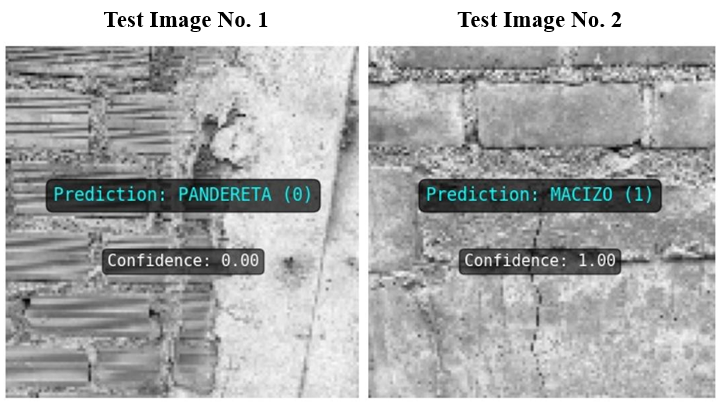 Test Image No. 1
Test Image No. 2
Prediction: PANDERETA (0)
Prediction: MACIZO (1)
Confidence: 0.00
Confidence: 1.00